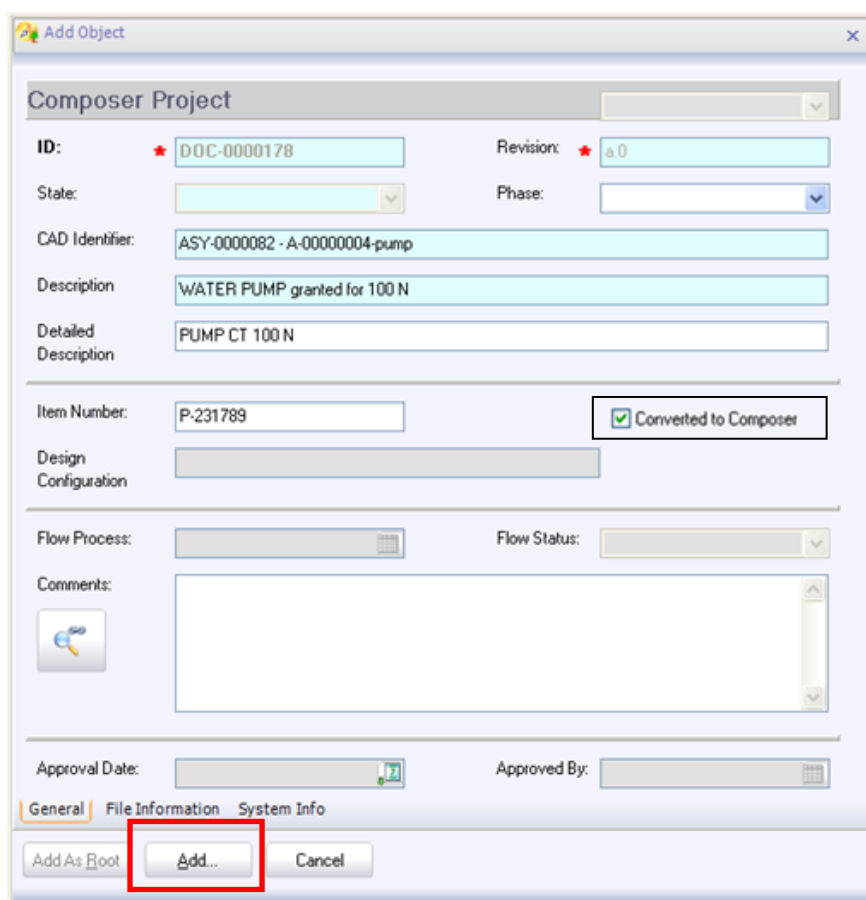 Add Object
Composer Project
ID: * DOC-0000178 Revision: * a.0
State: Phase:
CAD Identifier: ASY-0000082 - A-00000004-pump
Description WATER PUMP granted for 100 N
Detailed Description PUMP CT 100 N
Item Number: P-231789 Converted to Composer
Design Configuration
Flow Process: Flow Status:
Comments:
Approval Date: Approved By:
General File Information System Info
Add As Root Add... Cancel